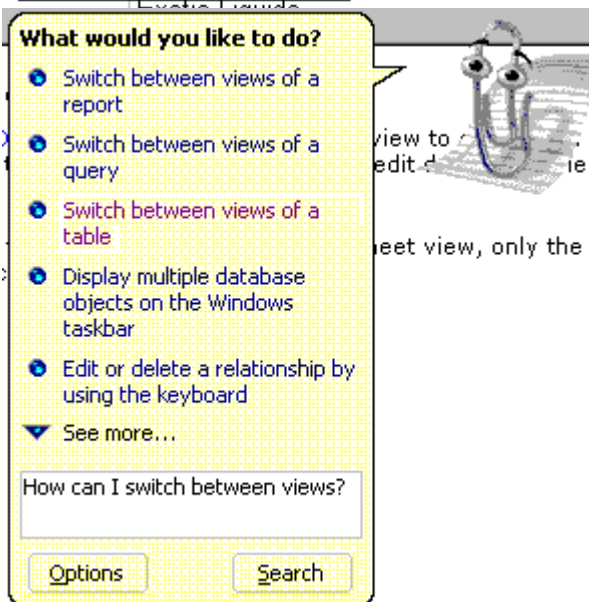 Exotic Liquids
What would you like to do?
Switch between views of a
report
Switch between views of a
query
view to
edit
Switch between views of a
table
eet view, only the
Display multiple database
objects on the Windows
taskbar
Edit or delete a relationship by
using the keyboard
See more...
How can I switch between views?
Options
Search